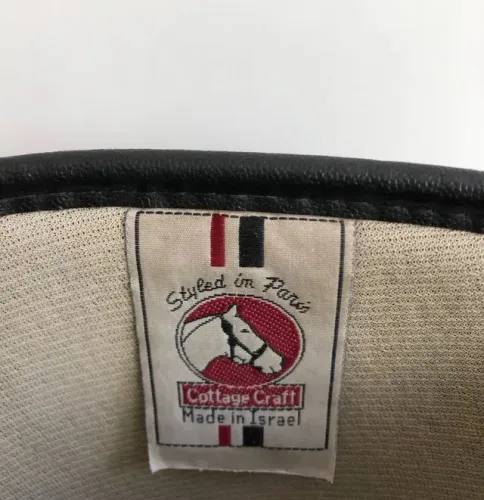 Styled in Paris
Cottage Craft
Made in Israel